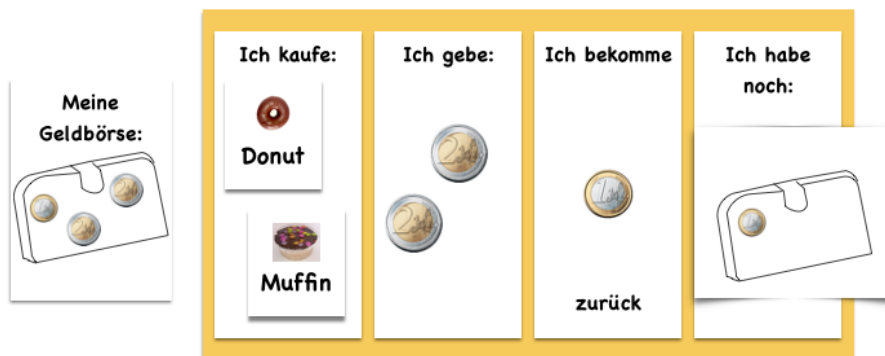 Meine
Geldbörse:
Ich kaufe:
Donut
Muffin
Ich gebe:
Ich bekomme
zurück
Ich habe
noch: